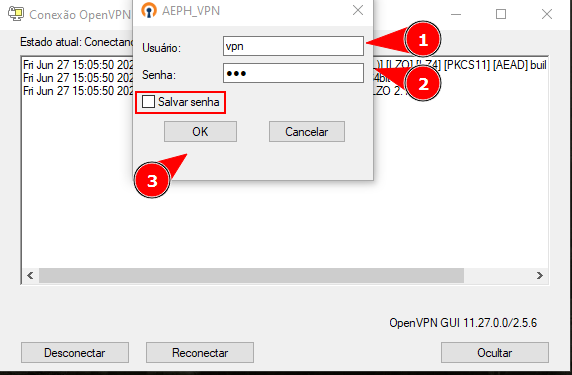 Conexão OpenVPN
AEPH_VPN
Estado atual: Conectand
Usuário:
vpn
1
Senha:
●●●
2
Salvar senha
OK
Cancelar
3
Fri Jun 27 15:05:50 202
)] [LZO] [LZ4] [PKCS11] [AEAD] buil
Fri Jun 27 15:05:50 202
4bit
Fri Jun 27 15:05:50 202
ZO 2.
OpenVPN GUI 11.27.0.0/2.5.6
Desconectar
Reconectar
Ocultar